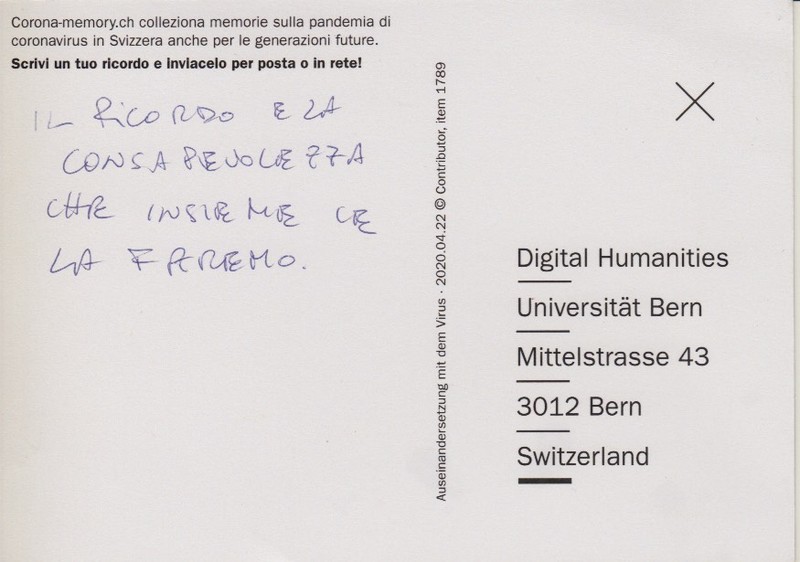 Corona-memory.ch colleziona memorie sulla pandemia di
coronavirus in Svizzera anche per le generazioni future.
Scrivi un tuo ricordo e inviacelo per posta o in rete!
IL RICORDO E LA
CONSAPEVOLEZZA
CHE INSIEME CE
LA FAREMO.
Auseinandersetzung mit dem Virus · 2020.04.22 © Contributor, item 1789
Digital Humanities
Universität Bern
Mittelstrasse 43
3012 Bern
Switzerland